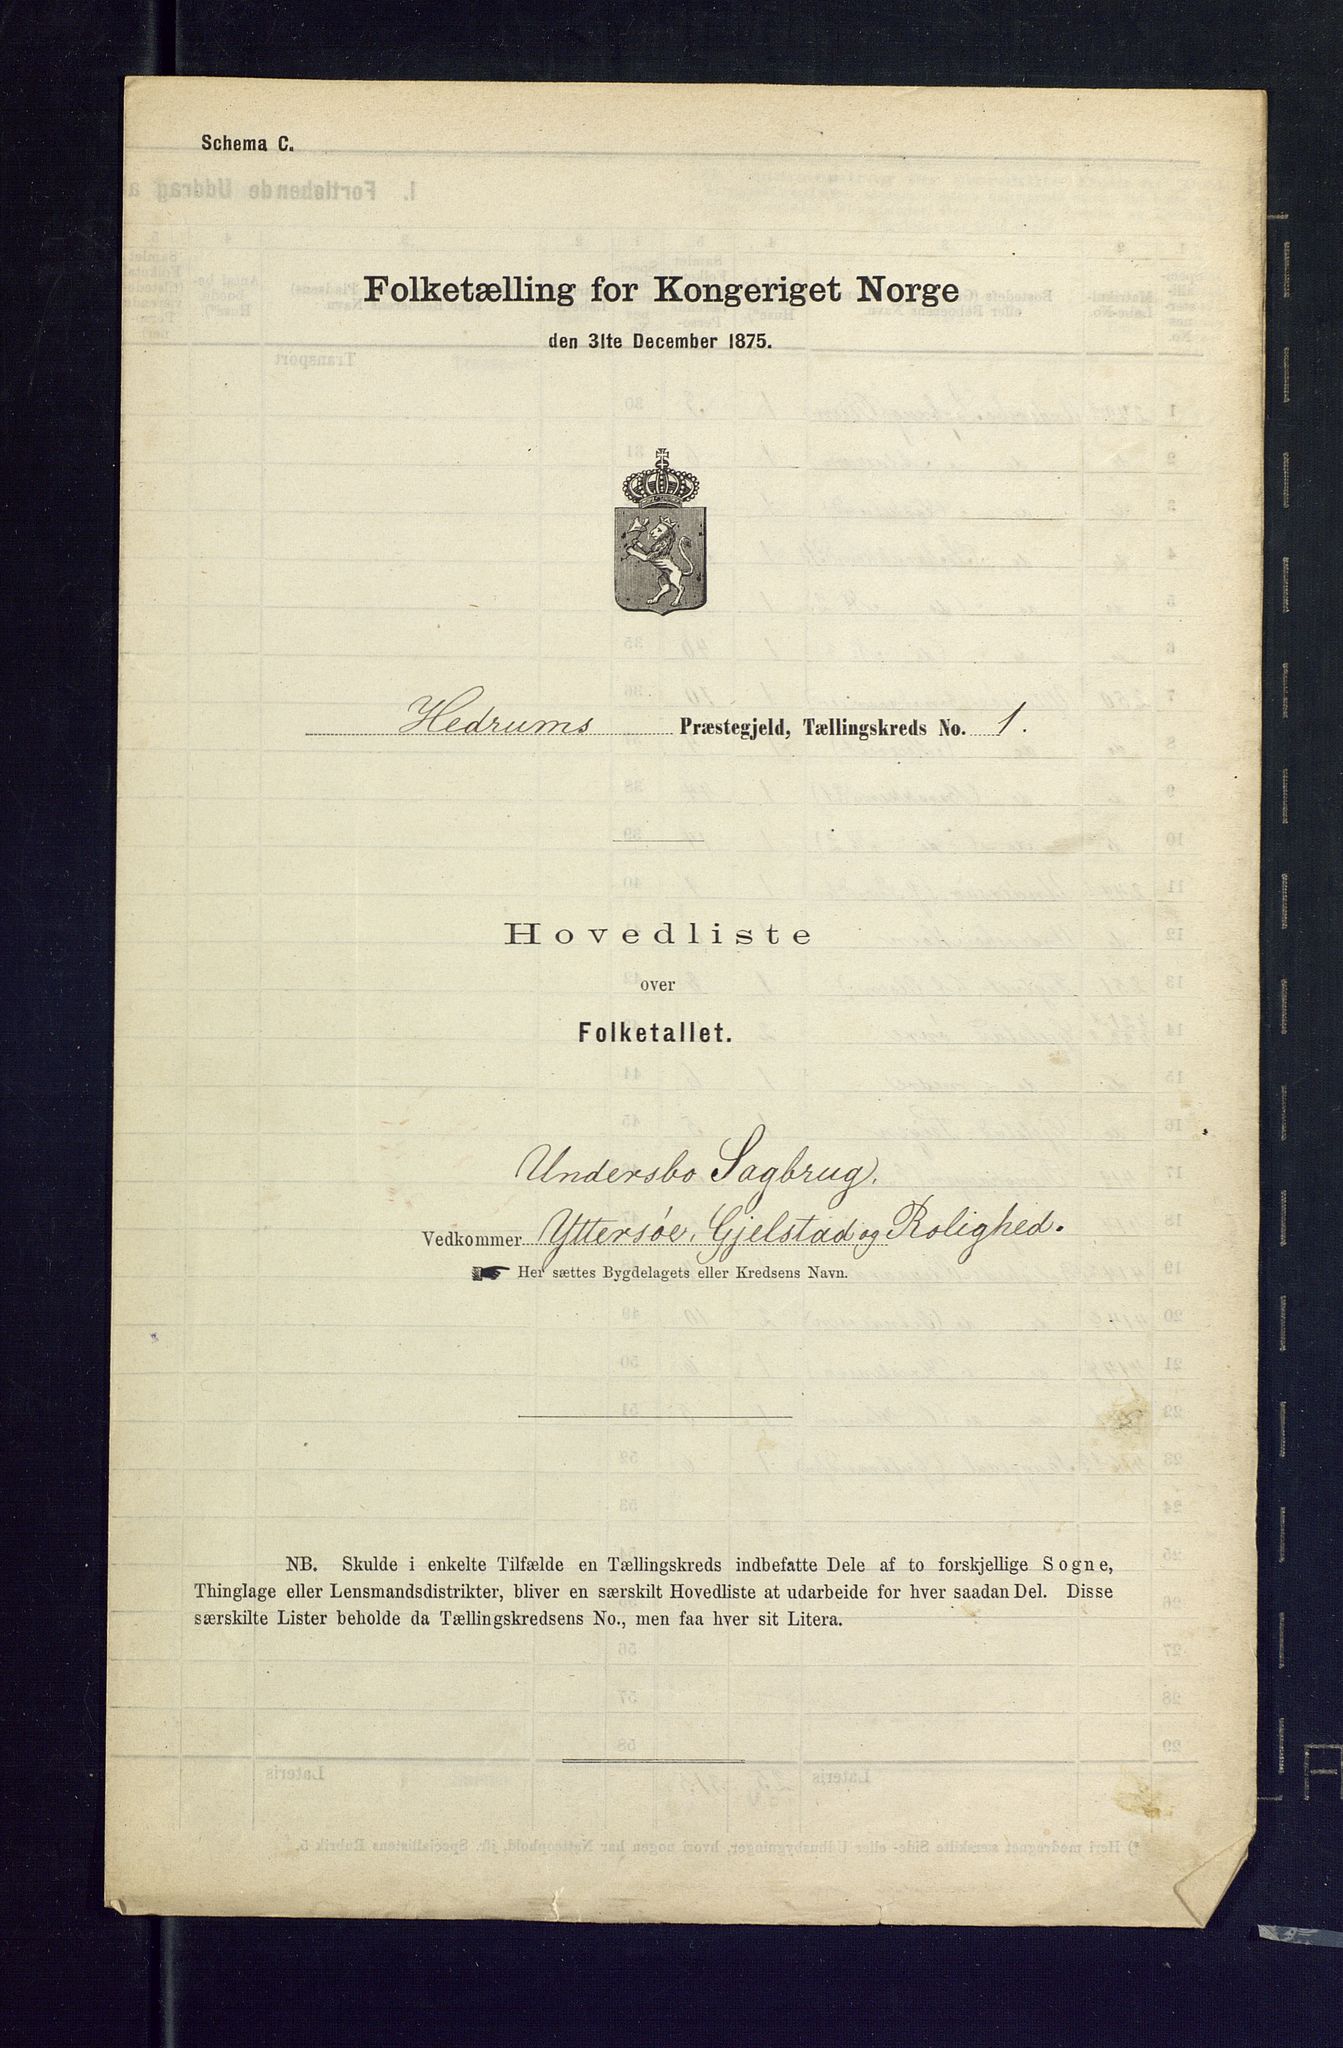 Schema C.
Folketælling for Kongeriget Norge
den 31te December 1875.
Hedrums Præstegjeld, Tællingskreds No. 1.
Hovedliste
over
Folketallet.
Undersbo Sagbrug.
Vedkommer Yttersøe, Gjelstad og Rolighed.
Her sættes Bygdelagets eller Kredsens Navn.
NB. Skulde i enkelte Tilfælde en Tællingskreds indbefatte Dele af to forskjellige Sogne,
Thinglage eller Lensmandsdistrikter, bliver en særskilt Hovedliste at udarbeide for hver saadan Del. Disse
særskilte Lister beholde da Tællingskredsens No., men faa hver sit Litera.